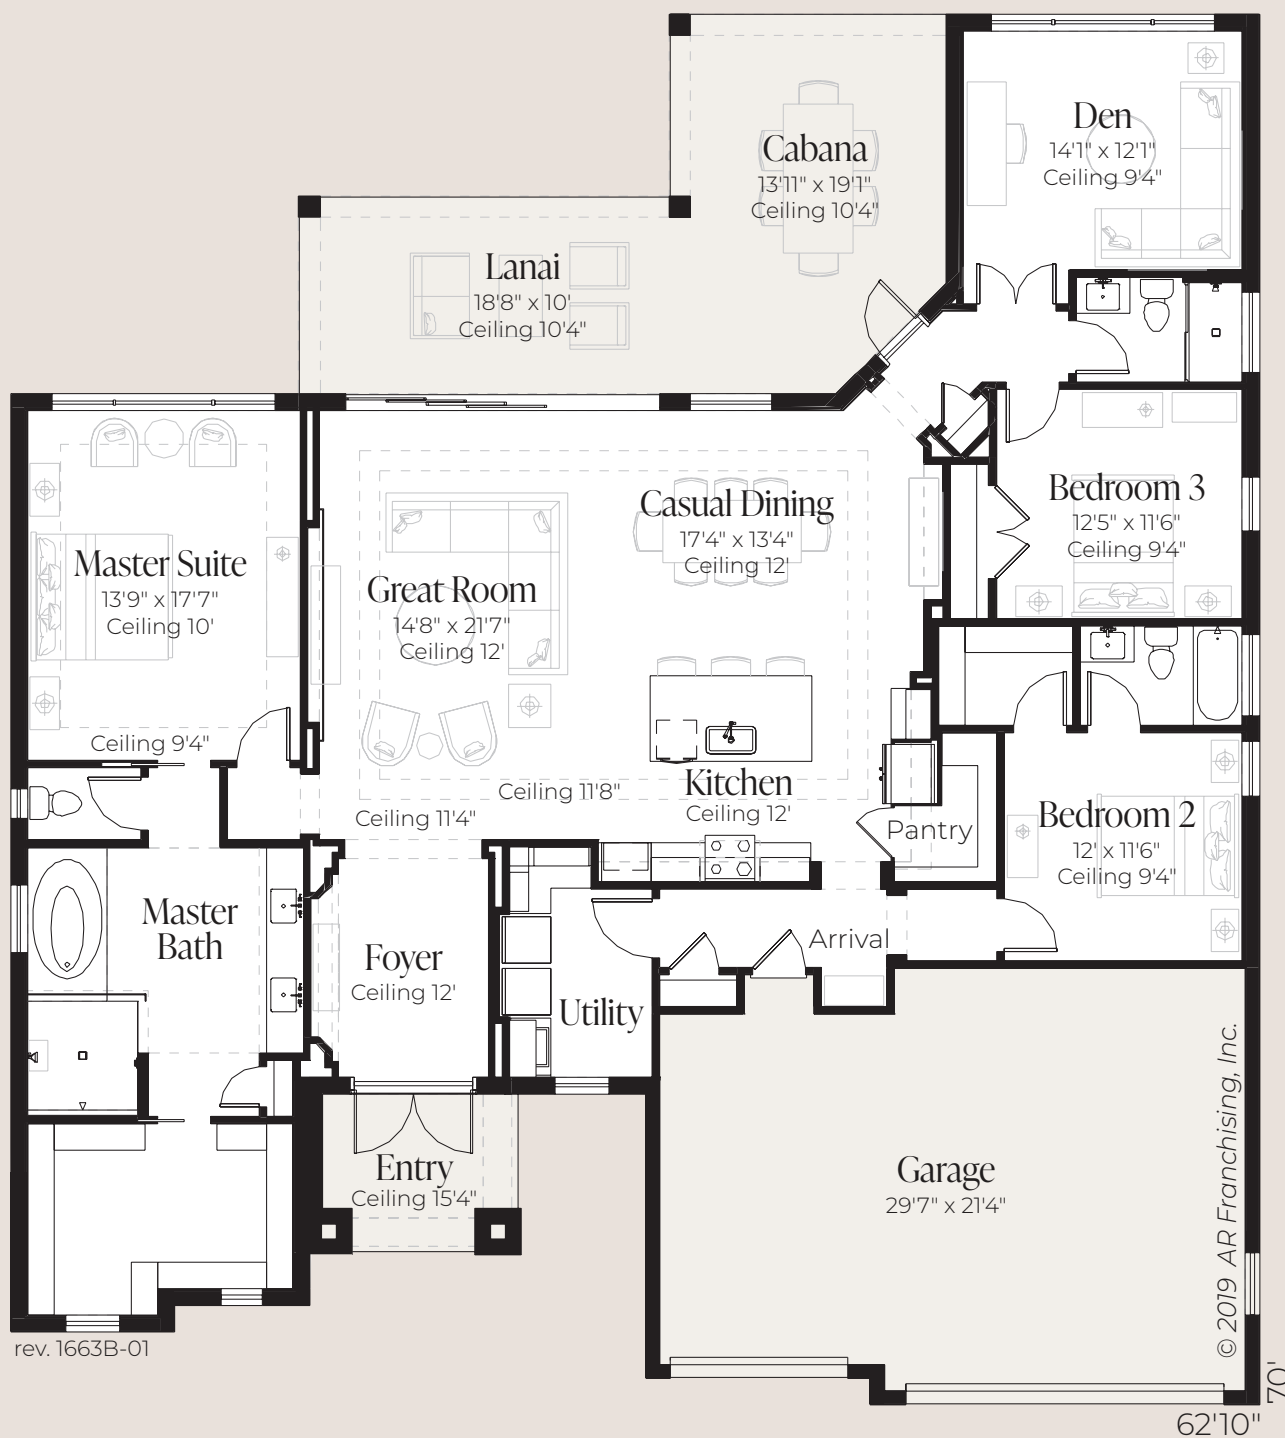 Den
14'1" x 12'1"
Ceiling 9'4"
Cabana
13'11" x 19'1"
Ceiling 10'4"
Lanai
18'8" x 10'
Ceiling 10'4"
Casual Dining
17'4" x 13'4"
Ceiling 12'
Bedroom 3
12'5" x 11'6"
Ceiling 9'4"
Master Suite
13'9" x 17'7"
Ceiling 10'
Ceiling 9'4"
Great Room
14'8" x 21'7"
Ceiling 12'
Ceiling 11'8"
Ceiling 11'4"
Kitchen
Ceiling 12'
Pantry
Bedroom 2
12' x 11'6"
Ceiling 9'4"
Master
Bath
Foyer
Ceiling 12'
Utility
Arrival
Entry
Ceiling 15'4"
Garage
29'7" x 21'4"
© 2019 AR Franchising, Inc.
rev. 1663B-01
70'
62'10"